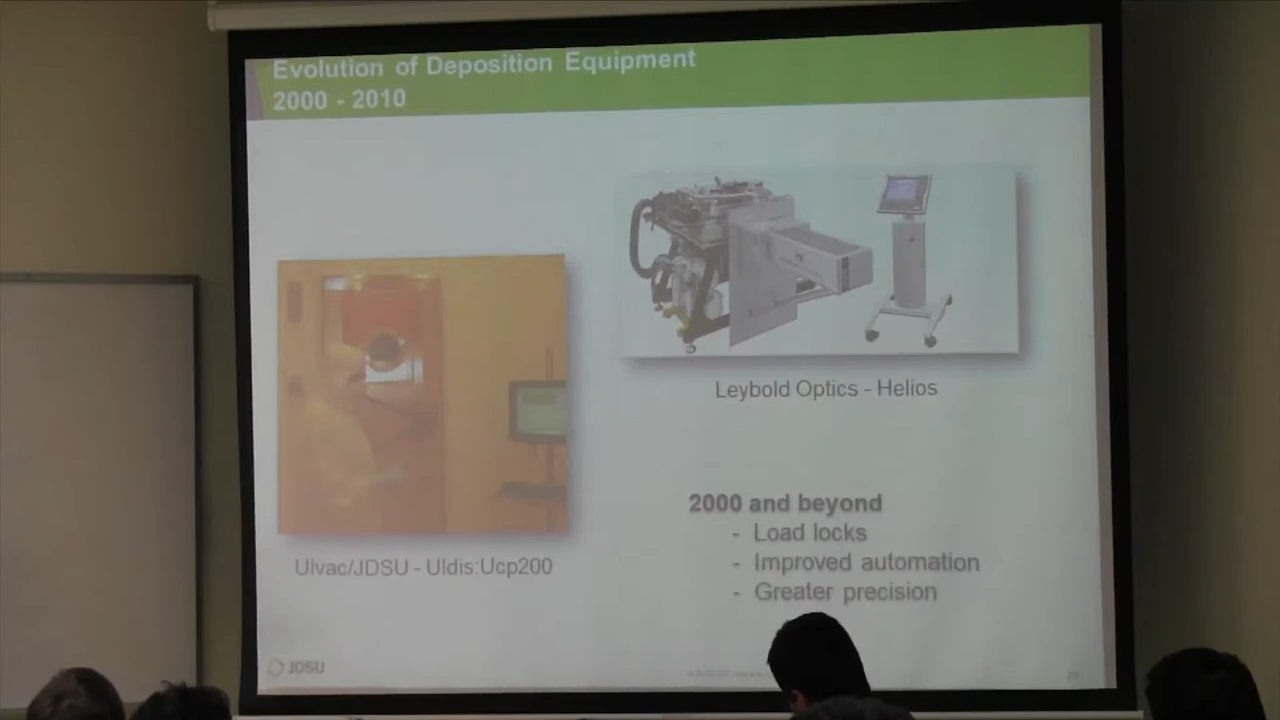 Evolution of Deposition Equipment
2000 - 2010
Leybold Optics - Helios
Ulvac/JDSU - Uldis:Ucp200
2000 and beyond
- Load locks
- Improved automation
- Greater precision
JDSU